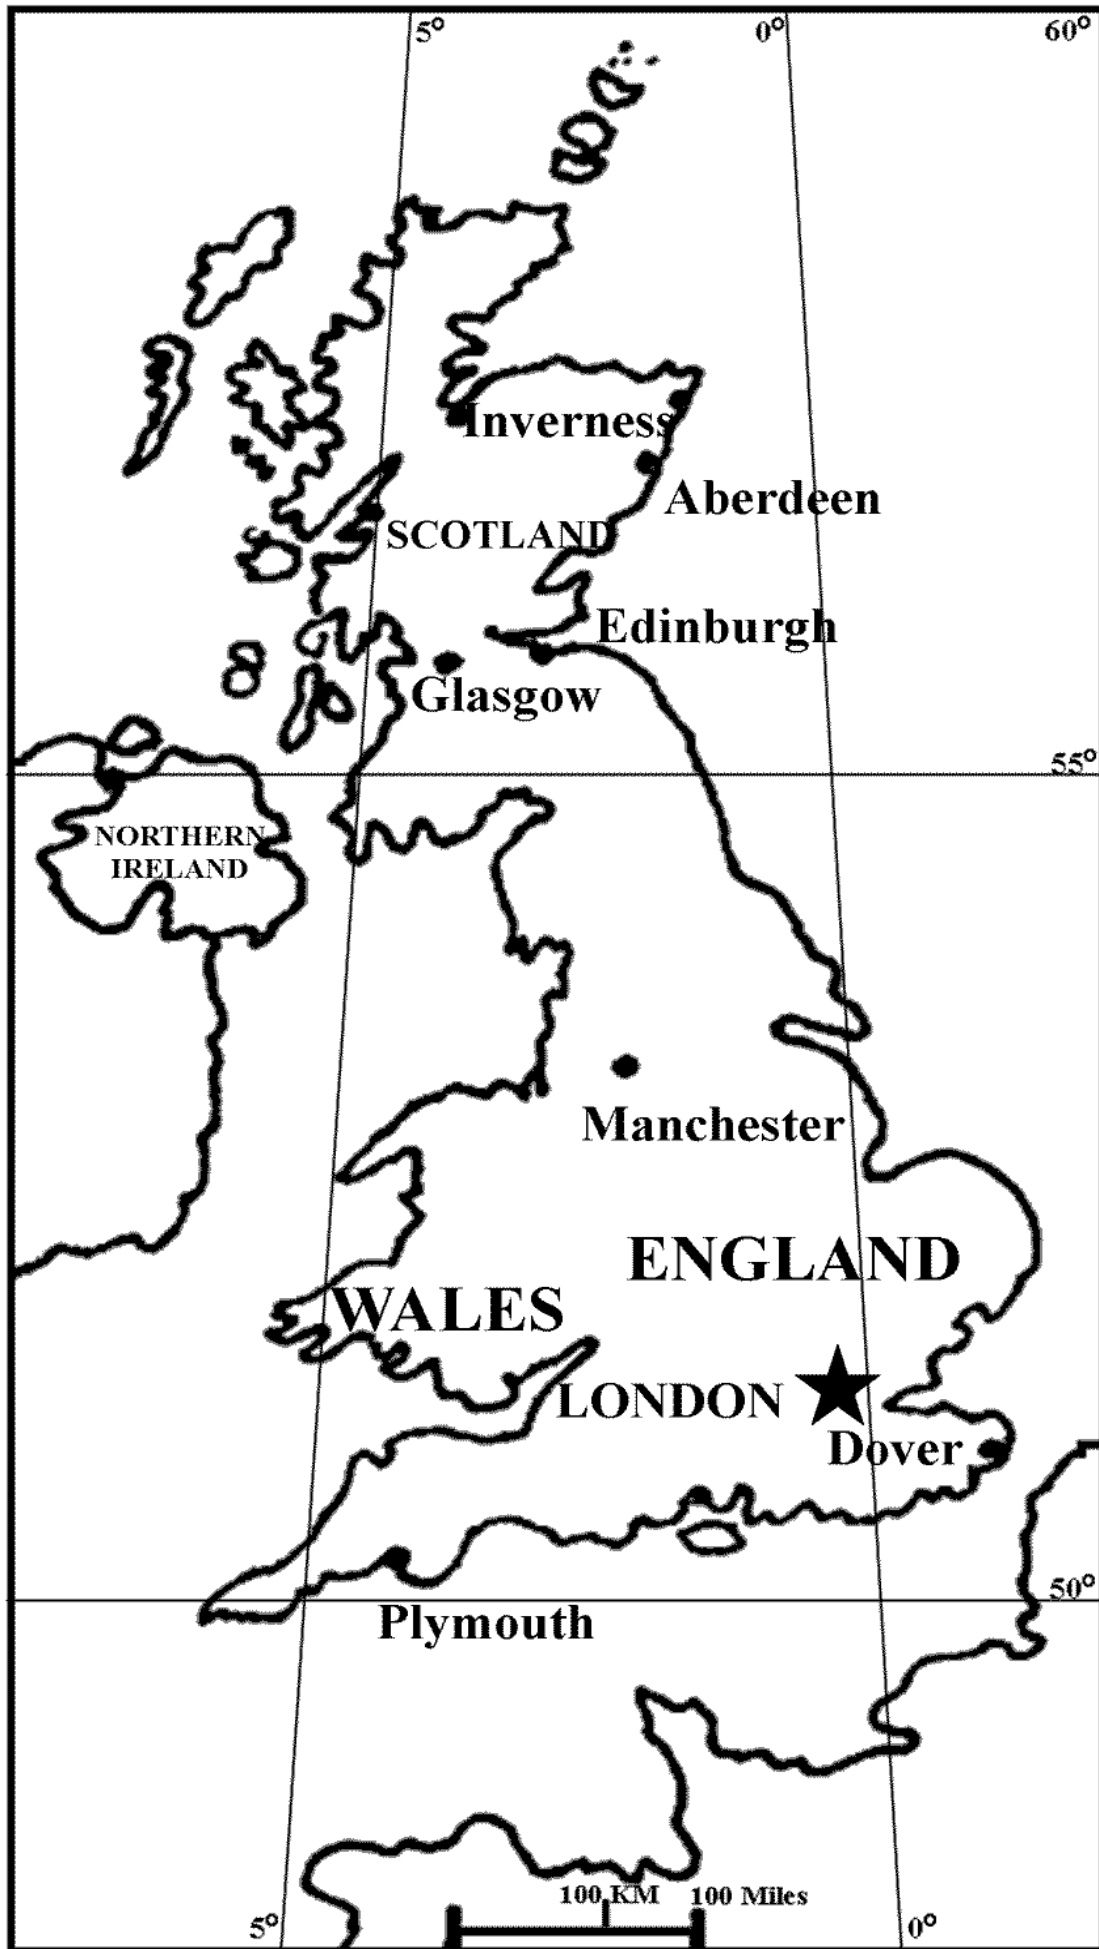 5° 0° 60°
Inverness
Aberdeen
SCOTLAND
Edinburgh
Glasgow
55°
NORTHERN
IRELAND
Manchester
ENGLAND
WALES
LONDON
Dover
50°
Plymouth
100 KM 100 Miles
5° 0°